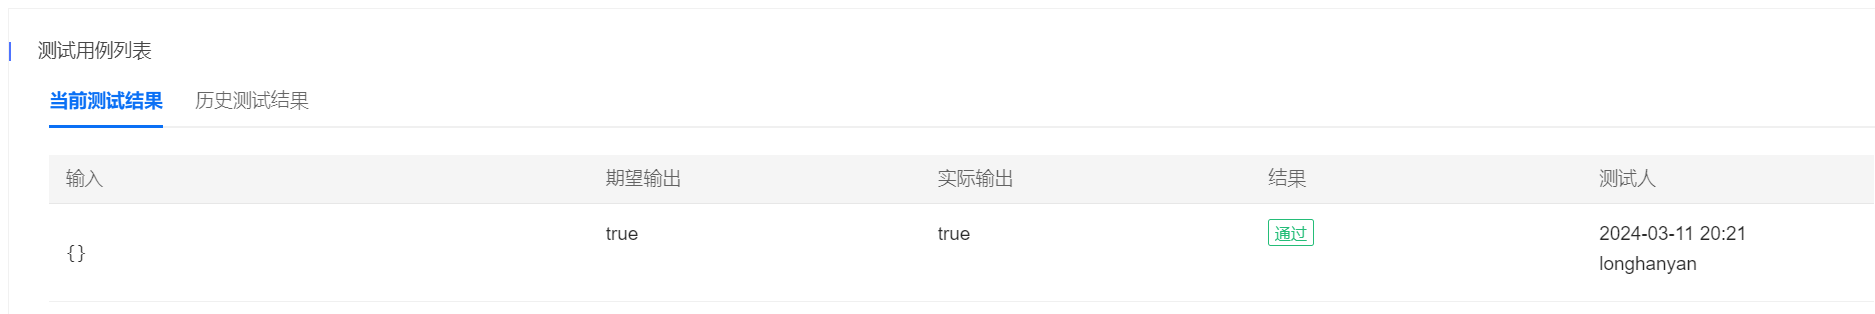 测试用例列表
当前测试结果 历史测试结果
输入 期望输出 实际输出 结果 测试人
{} true true 通过 2024-03-11 20:21
longhanyan